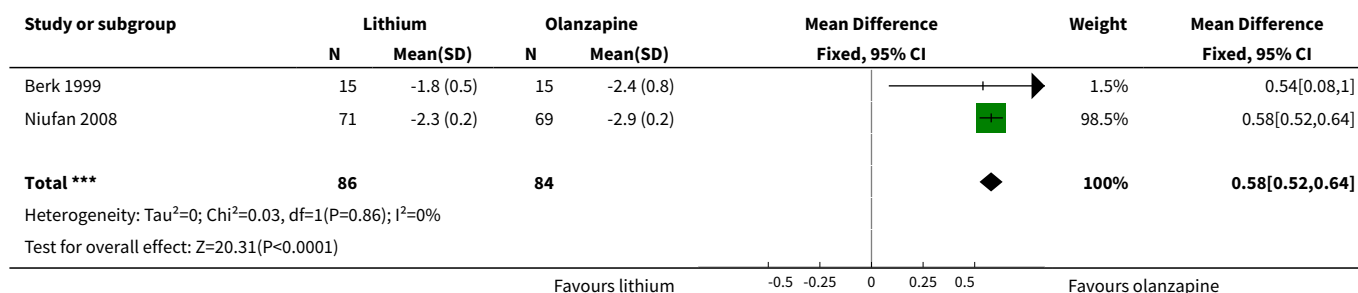 Study or subgroup Lithium Olanzapine Mean Difference Weight Mean Difference
N Mean(SD) N Mean(SD) Fixed, 95% CI Fixed, 95% CI
Berk 1999 15 -1.8 (0.5) 15 -2.4 (0.8) 1.5% 0.54[0.08,1]
Niufan 2008 71 -2.3 (0.2) 69 -2.9 (0.2) 98.5% 0.58[0.52,0.64]
Total *** 86 84 100% 0.58[0.52,0.64]
Heterogeneity: Tau²=0; Chi²=0.03, df=1(P=0.86); I²=0%
Test for overall effect: Z=20.31(P<0.0001)
Favours lithium -0.5 -0.25 0 0.25 0.5 Favours olanzapine